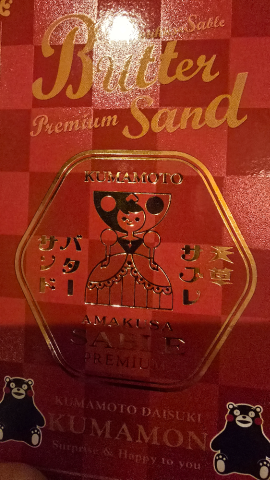 Sable
Butter
Premium Sand
KUMAMOTO
バター
サンド
天草
サブレ
AMAKUSA
SABLE
PREMIUM
KUMAMOTO DAISUKI
KUMAMON
Surprise & Happy to you